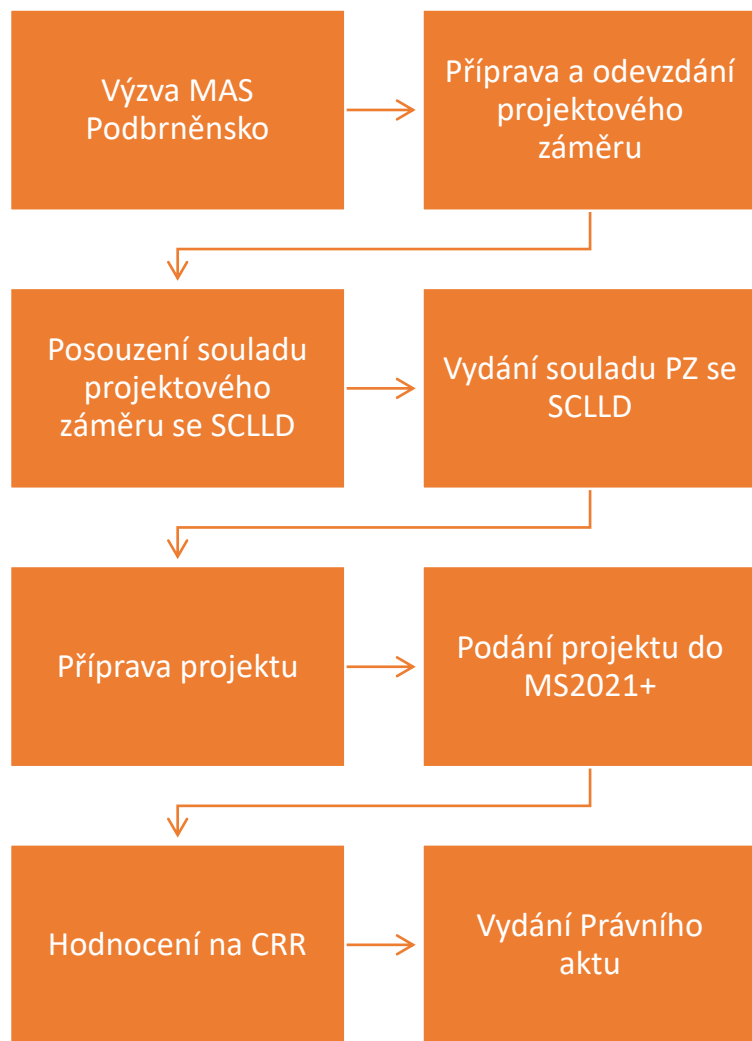 Výzva MAS
Podbrněnsko
Příprava a odevzdání
projektového
záměru
Posouzení souladu
projektového
záměru se SCLLD
Vydání souladu PZ se
SCLLD
Příprava projektu
Podání projektu do
MS2021+
Hodnocení na CRR
Vydání Právního
aktu